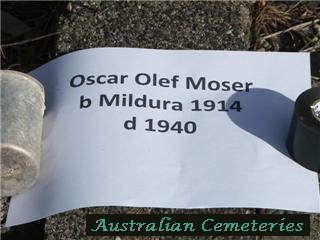 Oscar Olef Moser
b Mildura 1914
d 1940
Australian Cemeteries